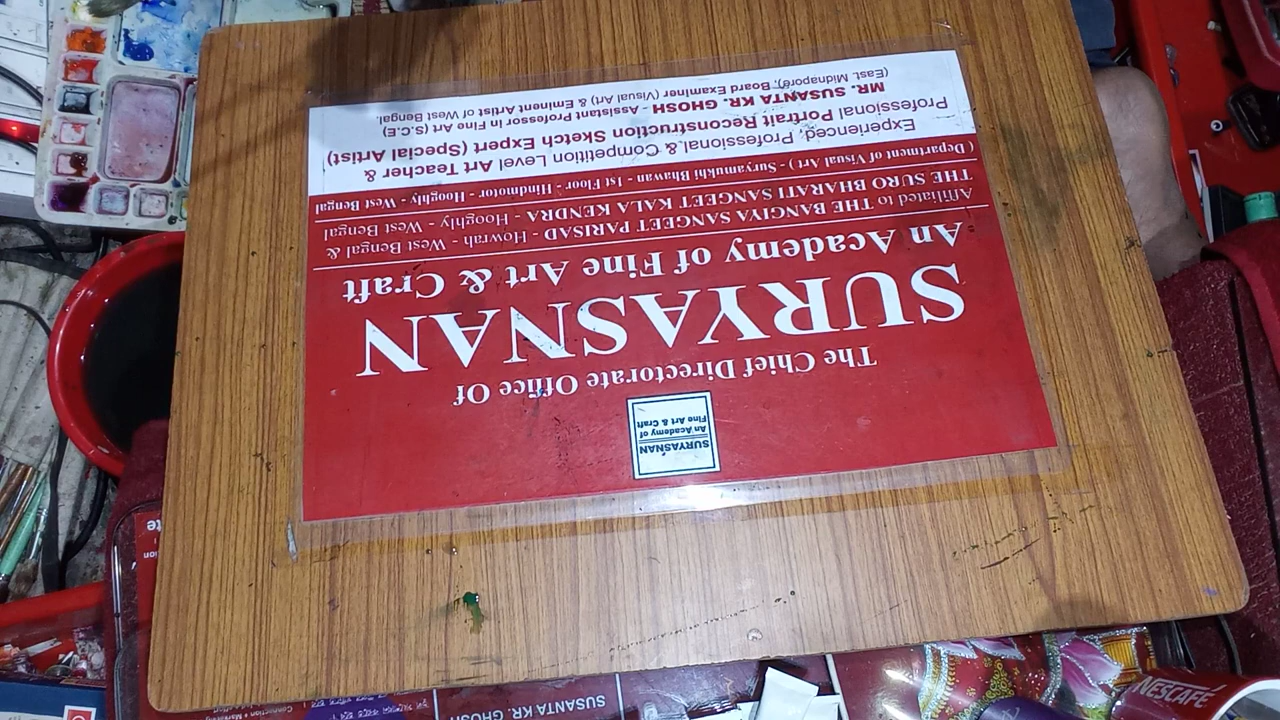 SURYASNAN
An Academy of
Fine Art & Craft
The Chief Directorate Office Of
SURYASNAN
An Academy of Fine Art & Craft
Affiliated to THE BANGIYA SANGEET PARISAD - Howrah - West Bengal &
THE SURO BHARATI SANGEET KALA KENDRA - Hooghly - West Bengal
( Department of Visual Art ) - Suryamukhi Bhawan - 1st Floor - Hindmotor - Hooghly - West Bengal
Experienced, Professional & Competition Level Art Teacher &
Professional Portrait Reconstruction Sketch Expert (Special Artist)
MR. SUSANTA KR. GHOSH - Assistant Professor in Fine Art (S.C.E)
(East. Midnapore), Board Examiner (Visual Art) & Eminent Artist of West Bengal.
SUSANTA KR. GHOSH
NESCAFÉ